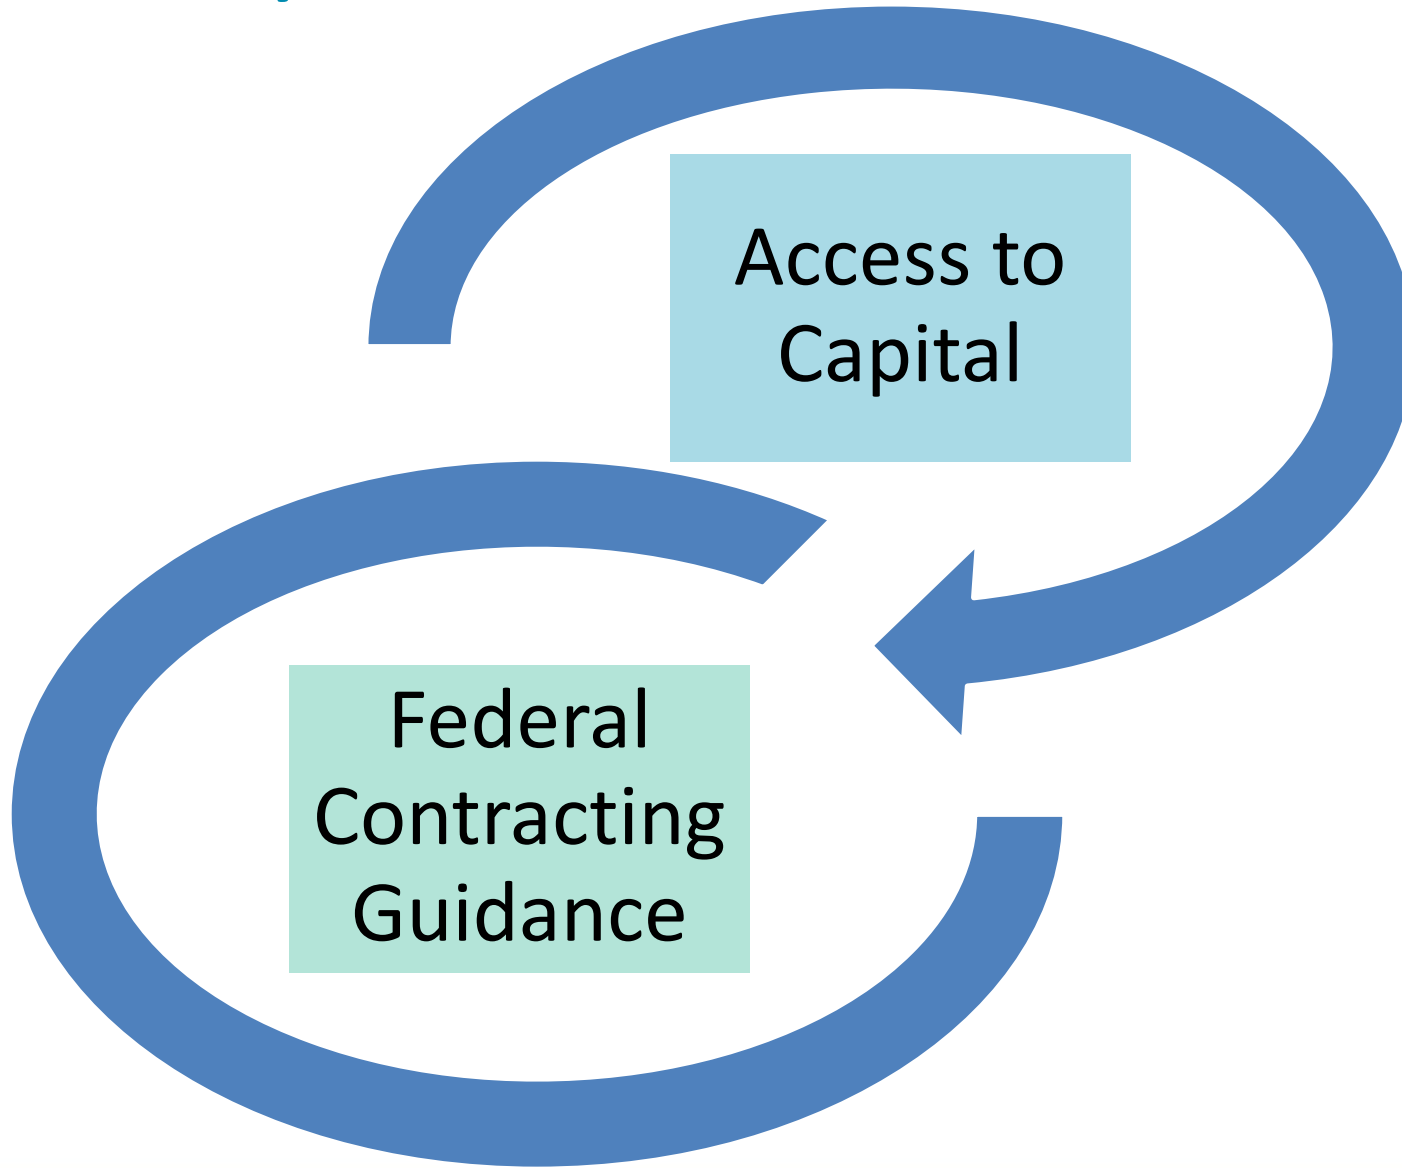 Access to
Capital
Federal
Contracting
Guidance